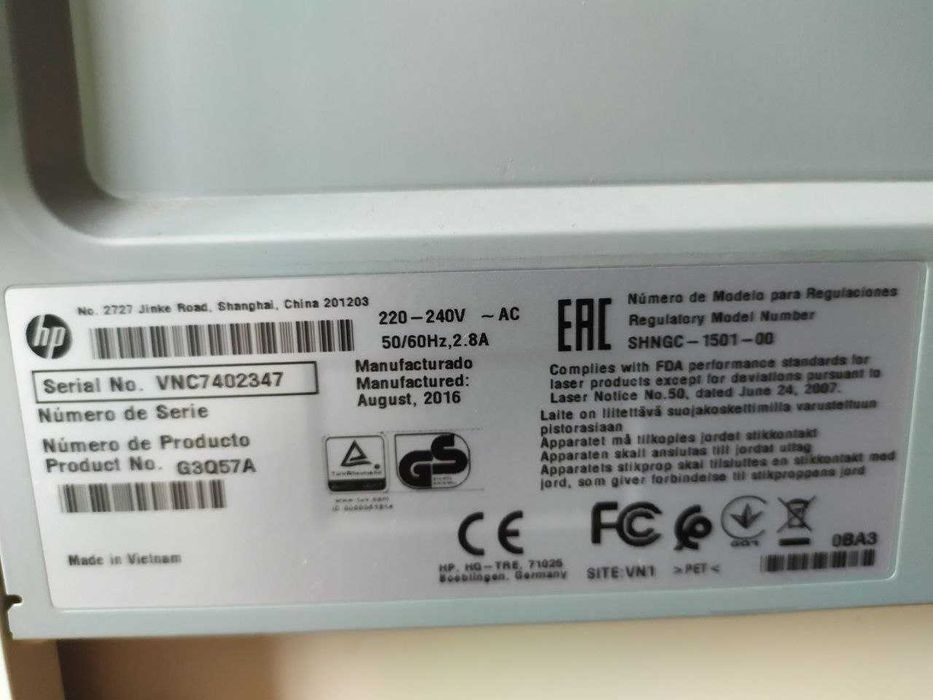 hp
No. 2727 Jinke Road, Shanghai, China 201203
Serial No. VNC7402347
Número de Serie
Número de Producto
Product No. G3Q57A
Made in Vietnam
220-240V ~ AC
50/60Hz,2.8A
Manufacturado
Manufactured:
August, 2016
TÜVRheinland
GS
CE
HP, HQ-TRE, 71025
Boeblingen, Germany
EAC
Número de Modelo para Regulaciones
Regulatory Model Number
SHNGC-1501-00
Complies with FDA performance standards for
laser products except for deviations pursuant to
Laser Notice No.50, dated June 24, 2007.
Laite on liitettävä suojakoskettimilla varustettuun
pistorasiaan
Apparatet må tilkoples jordet stikkontakt
Apparaten skall anslutas till jordat uttag
Apparatets stikprop skal tilsluttes en stikkontakt med
jord, som giver forbindelse til stikproppens jord
FC
SITE:VN1 >PET<
0BA3